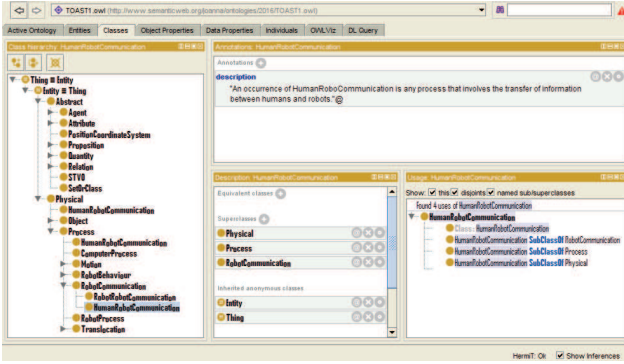 TOAST1.owl (http://www.semanticweb.org/joanna/ontologies/2016/TOAST1.owl)
Active Ontology Entities Classes Object Properties Data Properties Individuals OWLViz DL Query
Class hierarchy: HumanRobotCommunication
Thing ≡ Entity
Entity ≡ Thing
Abstract
Agent
Attribute
PositionCoordinateSystem
Proposition
Quantity
Relation
STVO
SetOrClass
Physical
HumanRobotCommunication
Object
Process
HumanRobotCommunication
ComputerProcess
Motion
RobotBehaviour
RobotCommunication
RobotRobotCommunication
HumanRobotCommunication
RobotProcess
Translocation
Annotations: HumanRobotCommunication
Annotations
description
"An occurrence of HumanRoboCommunication is any process that involves the transfer of information
between humans and robots."@
Description: HumanRobotCommunication
Equivalent classes
Superclasses
Physical
Process
RobotCommunication
Inherited anonymous classes
Entity
Thing
Usage: HumanRobotCommunication
Show: this disjoints named sub/superclasses
Found 4 uses of HumanRobotCommunication
HumanRobotCommunication
Class: HumanRobotCommunication
HumanRobotCommunication SubClassOf RobotCommunication
HumanRobotCommunication SubClassOf Process
HumanRobotCommunication SubClassOf Physical
Show Inferences